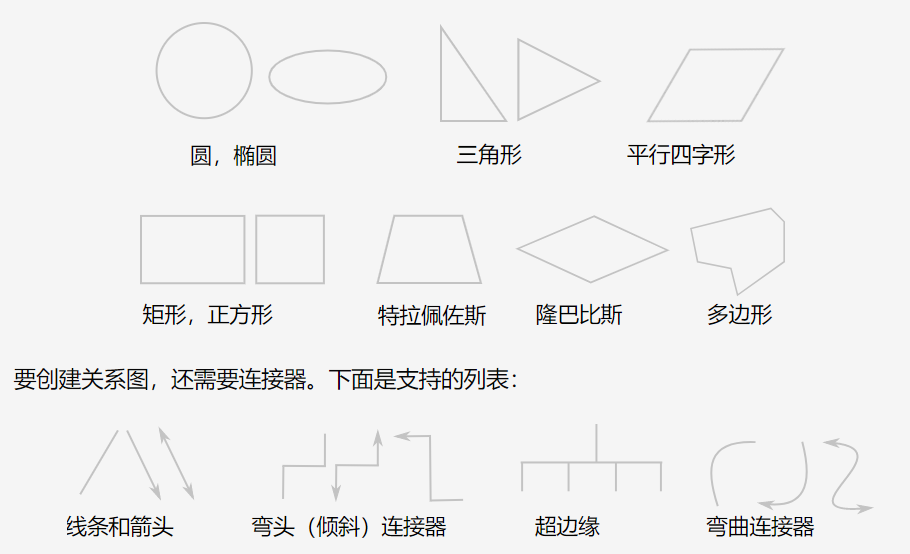 圆，椭圆
三角形
平行四字形
矩形，正方形
特拉佩佐斯
隆巴比斯
多边形
要创建关系图，还需要连接器。下面是支持的列表：
线条和箭头
弯头（倾斜）连接器
超边缘
弯曲连接器